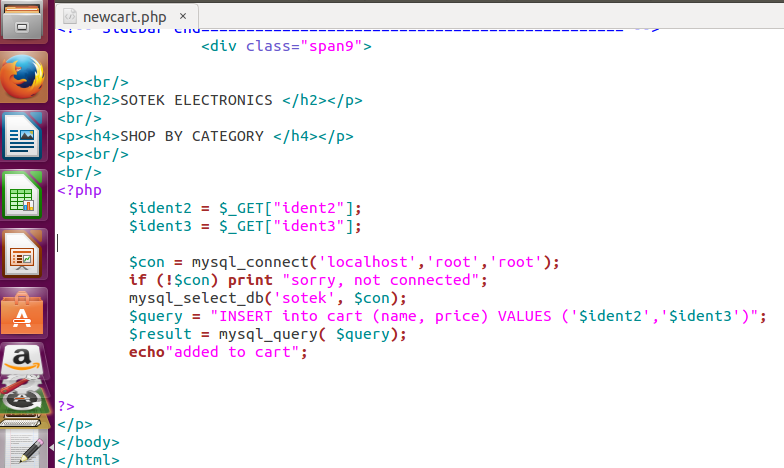 newcart.php ×
<div class="span9">
<p><br/>
<p><h2>SOTEK ELECTRONICS </h2></p>
<br/>
<p><h4>SHOP BY CATEGORY </h4></p>
<p><br/>
<br/>
<?php
$ident2 = $_GET["ident2"];
$ident3 = $_GET["ident3"];
$con = mysql_connect('localhost','root','root');
if (!$con) print "sorry, not connected";
mysql_select_db('sotek', $con);
$query = "INSERT into cart (name, price) VALUES ('$ident2','$ident3')";
$result = mysql_query( $query);
echo"added to cart";
?>
</p>
</body>
</html>